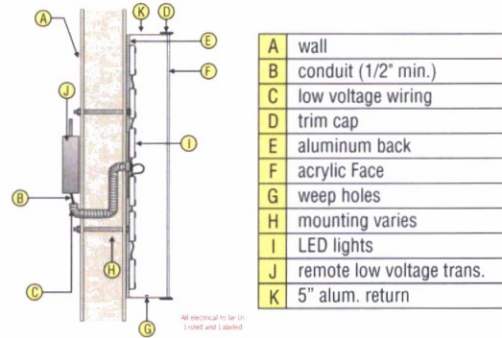 K D
A
E
F
J
I
B
H
C
G
All electrical to be U.
Listed and Labeled
A wall
B conduit (1/2" min.)
C low voltage wiring
D trim cap
E aluminum back
F acrylic Face
G weep holes
H mounting varies
I LED lights
J remote low voltage trans.
K 5" alum. return